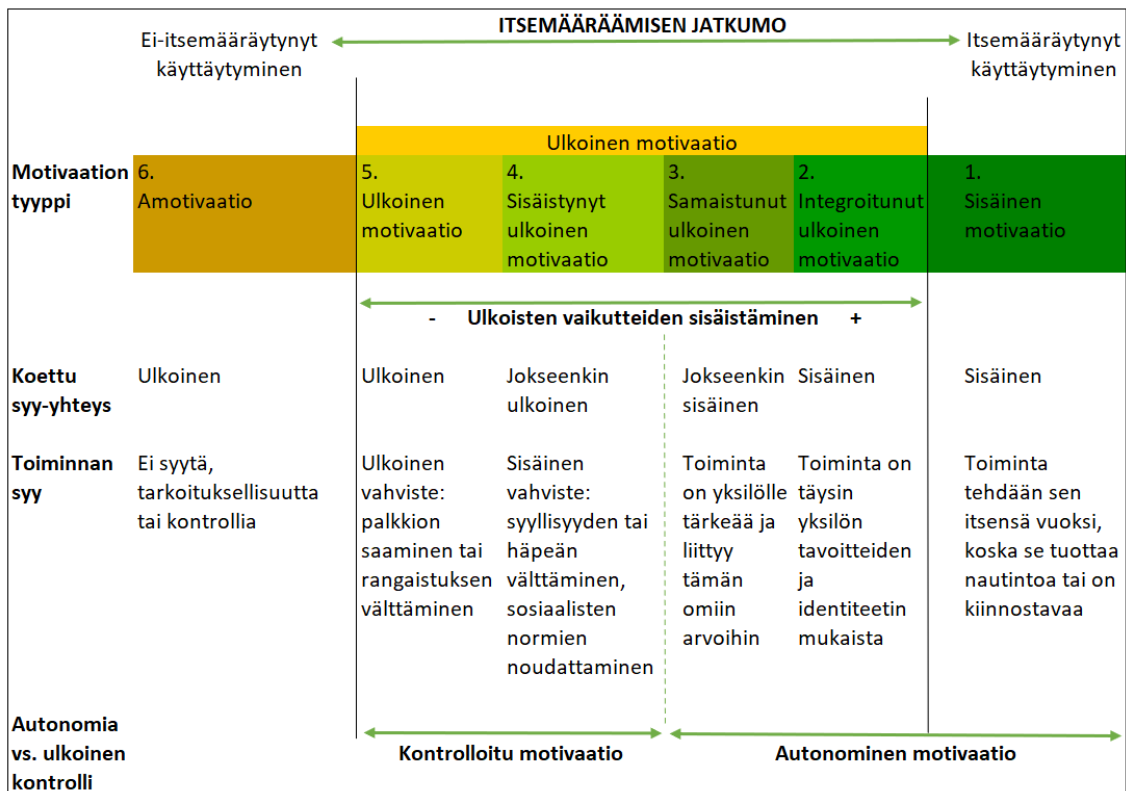 ITSEMÄÄRÄÄMISEN JATKUMO
Ei-itsemääräytynyt
käyttäytyminen
Itsemääräytynyt
käyttäytyminen
Ulkoinen motivaatio
Motivaation
tyyppi
6.
Amotivaatio
5.
Ulkoinen
motivaatio
4.
Sisäistynyt
ulkoinen
motivaatio
3.
Samaistunut
ulkoinen
motivaatio
2.
Integroitunut
ulkoinen
motivaatio
1.
Sisäinen
motivaatio
- Ulkoisten vaikutteiden sisäistäminen +
Koettu
syy-yhteys
Ulkoinen
Ulkoinen
Jokseenkin
ulkoinen
Jokseenkin
sisäinen
Sisäinen
Sisäinen
Toiminnan
syy
Ei syytä,
tarkoituksellisuutta
tai kontrollia
Ulkoinen
vahviste:
palkkion
saaminen tai
rangaistuksen
välttäminen
Sisäinen
vahviste:
syyllisyyden tai
häpeän
välttäminen,
sosiaalisten
normien
noudattaminen
Toiminta
on yksilölle
tärkeää ja
liittyy
tämän
omiin
arvoihin
Toiminta on
täysin
yksilön
tavoitteiden
ja
identiteetin
mukaista
Toiminta
tehdään sen
itsensä vuoksi,
koska se tuottaa
nautintoa tai on
kiinnostavaa
Autonomia
vs. ulkoinen
kontrolli
Kontrolloitu motivaatio
Autonominen motivaatio